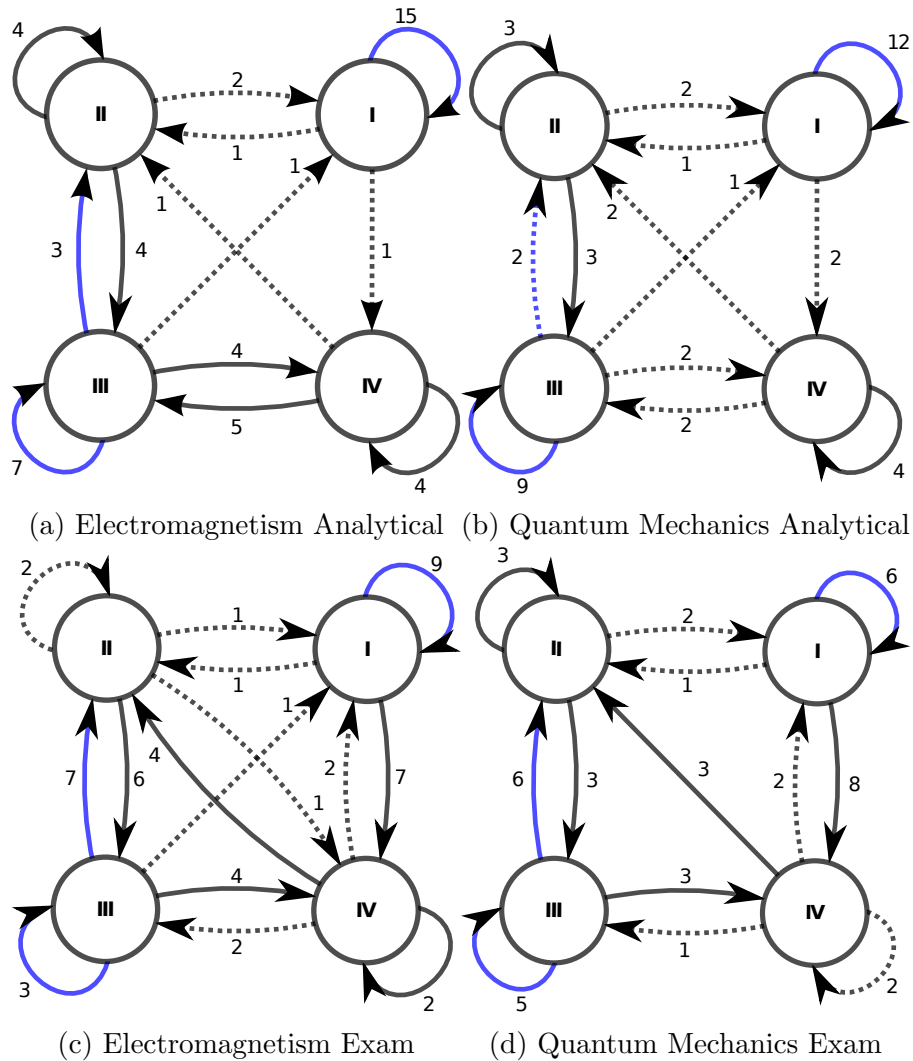 4 15 3 12
II 2 I II 2 I
1 1
1 1 1 2
3 4 1 2 3 2
III 4 IV III 2 IV
5 2
7 4 9 4
(a) Electromagnetism Analytical (b) Quantum Mechanics Analytical
2 9 3 6
II 1 I II 2 I
1 1
1
7 6 4 2 7 6 3 3 2 8
1
III 4 IV III 3 IV
2 1
3 2 5 2
(c) Electromagnetism Exam (d) Quantum Mechanics Exam